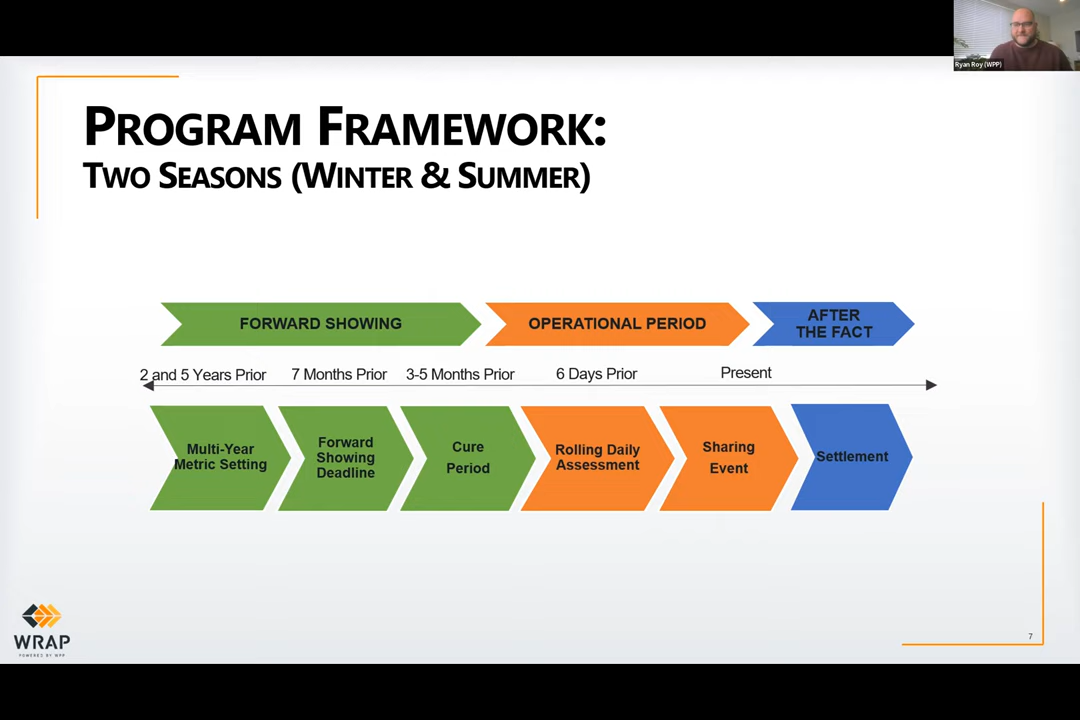 Ryan Roy (WPP)
PROGRAM FRAMEWORK:
TWO SEASONS (WINTER & SUMMER)
FORWARD SHOWING
OPERATIONAL PERIOD
AFTER
THE FACT
2 and 5 Years Prior
7 Months Prior
3-5 Months Prior
6 Days Prior
Present
Multi-Year
Metric Setting
Forward
Showing
Deadline
Cure
Period
Rolling Daily
Assessment
Sharing
Event
Settlement
WRAP
POWERED BY WPP
7